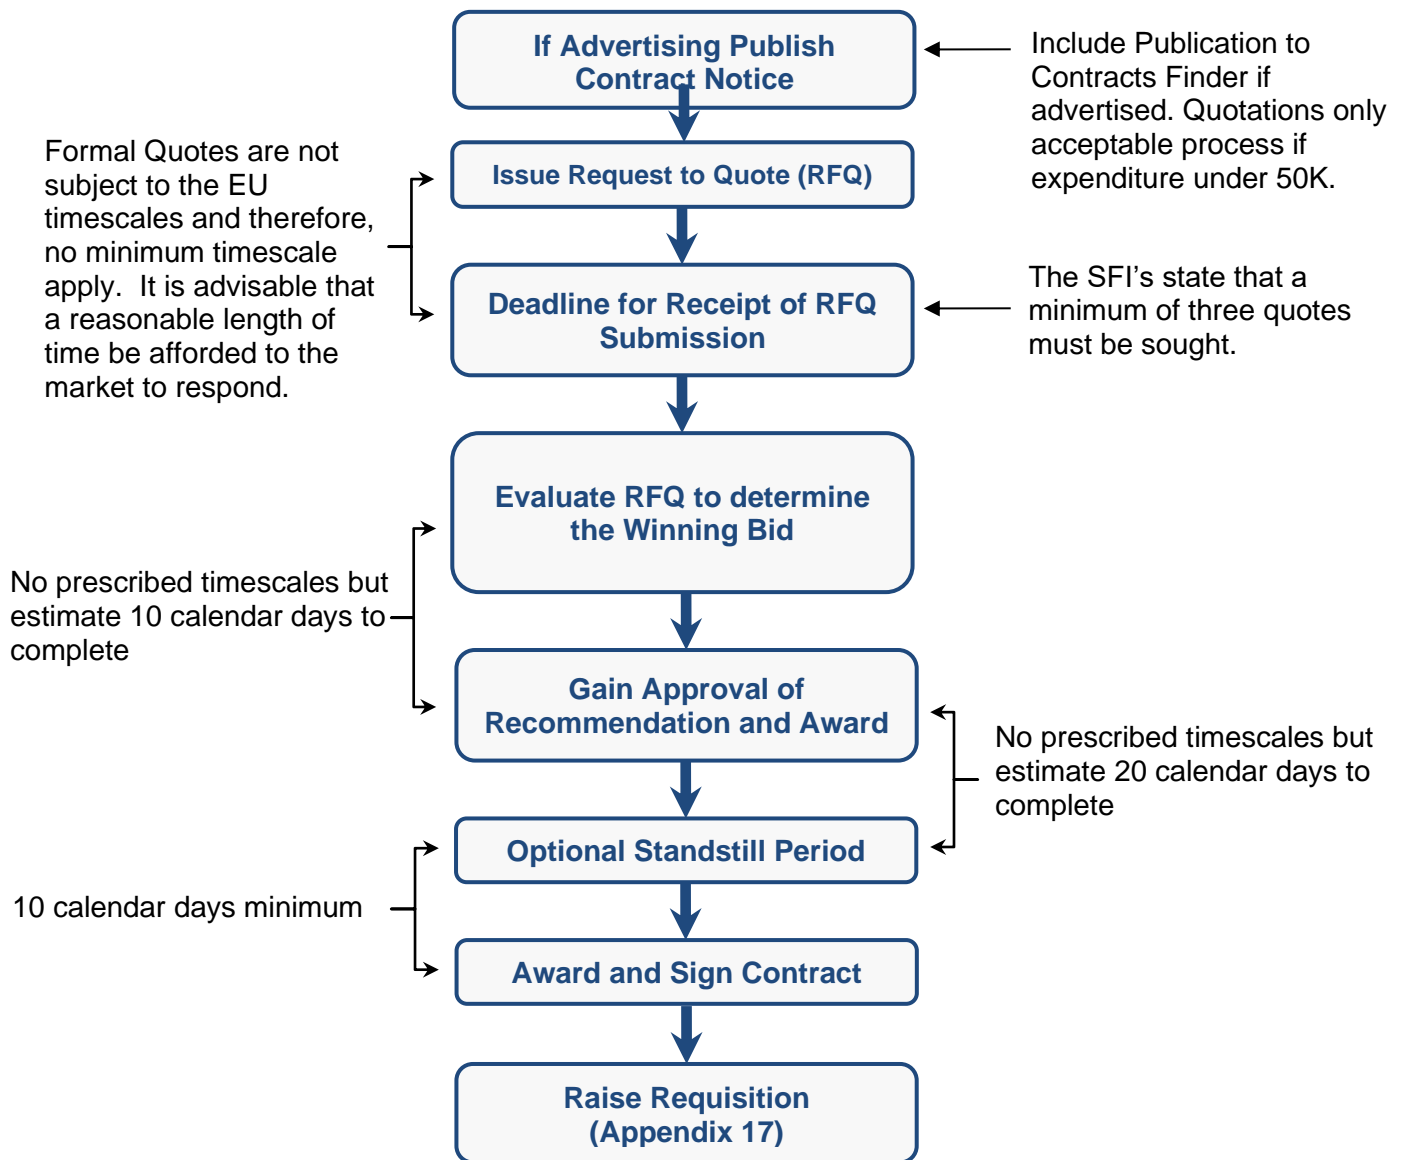 If Advertising Publish
Contract Notice
Include Publication to
Contracts Finder if
advertised. Quotations only
acceptable process if
expenditure under 50K.
Formal Quotes are not
subject to the EU
timescales and therefore,
no minimum timescale
apply.  It is advisable that
a reasonable length of
time be afforded to the
market to respond.
Issue Request to Quote (RFQ)
Deadline for Receipt of RFQ
Submission
The SFI’s state that a
minimum of three quotes
must be sought.
Evaluate RFQ to determine
the Winning Bid
No prescribed timescales but
estimate 10 calendar days to
complete
Gain Approval of
Recommendation and Award
No prescribed timescales but
estimate 20 calendar days to
complete
Optional Standstill Period
10 calendar days minimum
Award and Sign Contract
Raise Requisition
(Appendix 17)